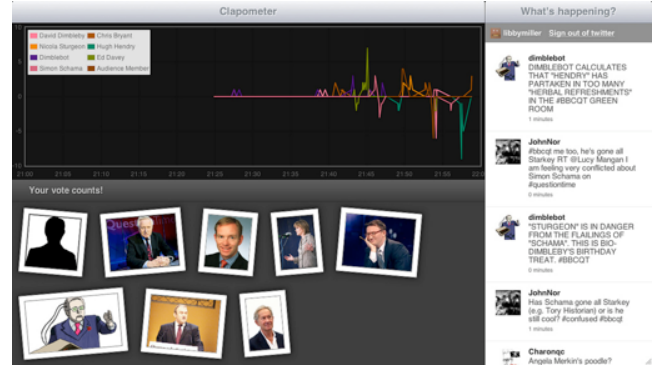 Clapometer
What's happening?
David Dimbleby
Chris Bryant
Nicola Sturgeon
Hugh Hendry
Dimblebot
Ed Davey
Simon Schama
Audience Member
10
5
0
-5
-10
21:00
21:05
21:10
21:15
21:20
21:25
21:30
21:35
21:40
21:45
21:50
21:55
22:0
Your vote counts!
libbymiller Sign out of twitter
dimblebot
DIMBLEBOT CALCULATES
THAT "HENDRY" HAS
PARTAKEN IN TOO MANY
"HERBAL REFRESHMENTS"
IN THE #BBCQT GREEN
ROOM
1 minutes
JohnNor
#bbcqt me too, he's gone all
Starkey RT @Lucy Mangan I
am feeling very conflicted about
Simon Schama on
#questiontime
0 minutes
dimblebot
"STURGEON" IS IN DANGER
FROM THE FLAILINGS OF
"SCHAMA". THIS IS BIO-
DIMBLEBY'S BIRTHDAY
TREAT. #BBCQT
0 minutes
JohnNor
Has Schama gone all Starkey
(e.g. Tory Historian) or is he
still cool? #confused #bbcqt
1 minutes
Charonqc
Angela Merkin's poodle?